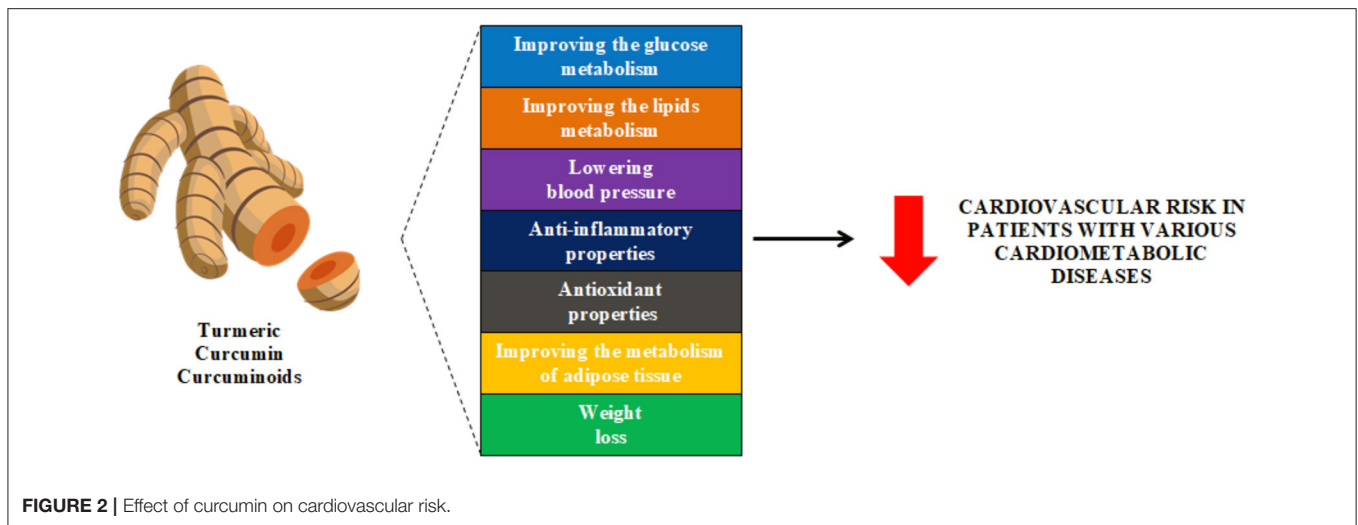 Turmeric
Curcumin
Curcuminoids
Improving the glucose
metabolism
Improving the lipids
metabolism
Lowering
blood pressure
Anti-inflammatory
properties
Antioxidant
properties
Improving the metabolism
of adipose tissue
Weight
loss
CARDIOVASCULAR RISK IN
PATIENTS WITH VARIOUS
CARDIOMETABOLIC
DISEASES
FIGURE 2 | Effect of curcumin on cardiovascular risk.